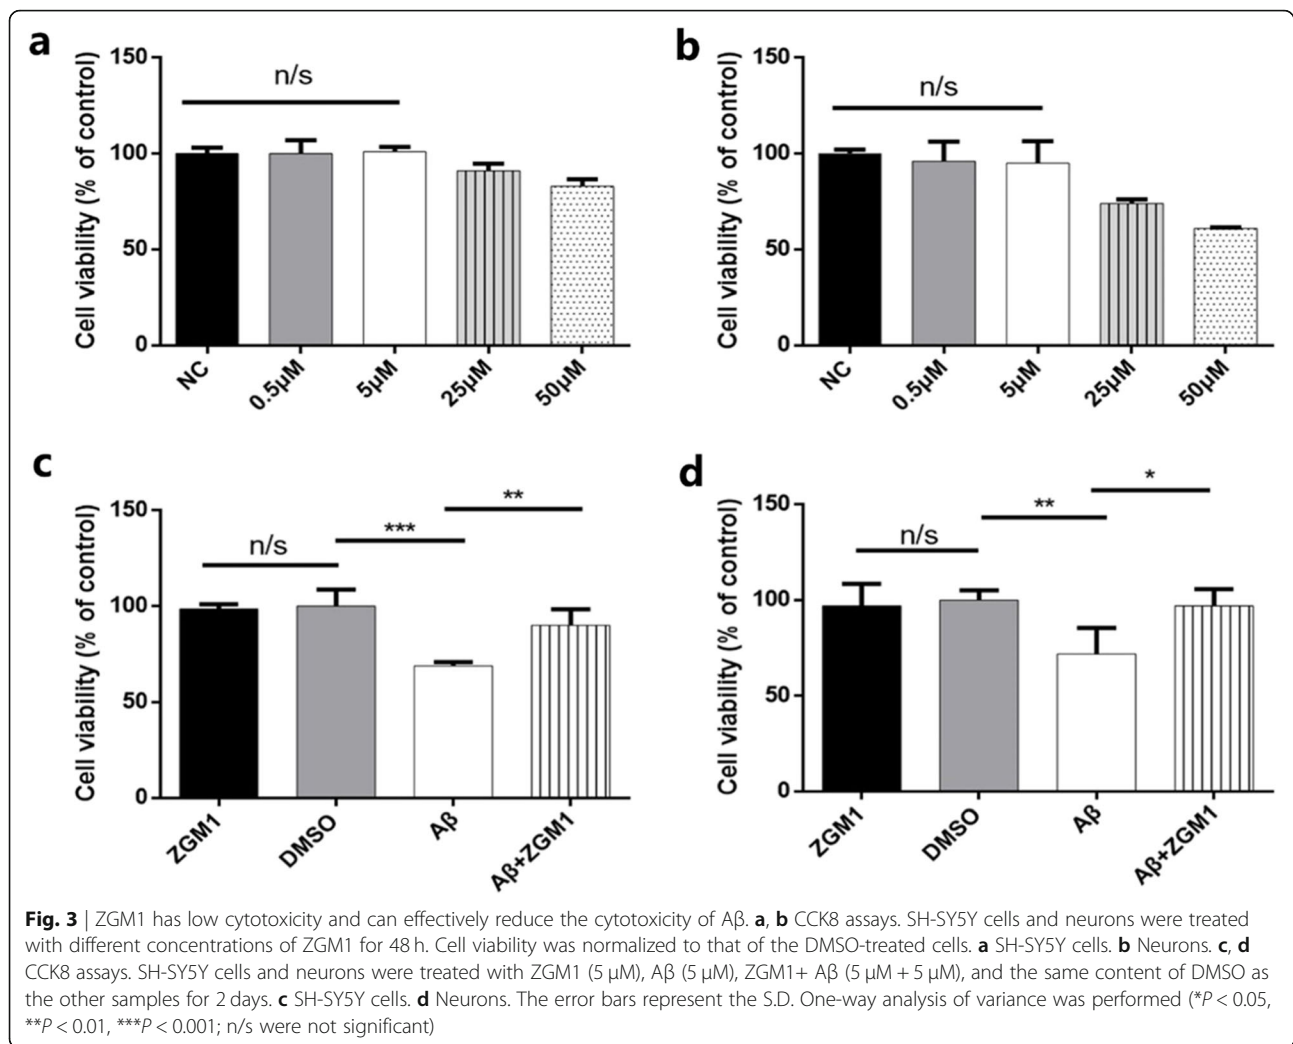 a
150
100
50
0
Cell viability (% of control)
n/s
NC
0.5µM
5µM
25µM
50µM
b
150
100
50
0
Cell viability (% of control)
n/s
NC
0.5µM
5µM
25µM
50µM
c
150
100
50
0
Cell viability (% of control)
n/s
***
**
ZGM1
DMSO
Aβ
Aβ+ZGM1
d
150
100
50
0
Cell viability (% of control)
n/s
**
*
ZGM1
DMSO
Aβ
Aβ+ZGM1
Fig. 3 | ZGM1 has low cytotoxicity and can effectively reduce the cytotoxicity of Aβ. a, b CCK8 assays. SH-SY5Y cells and neurons were treated
with different concentrations of ZGM1 for 48 h. Cell viability was normalized to that of the DMSO-treated cells. a SH-SY5Y cells. b Neurons. c, d
CCK8 assays. SH-SY5Y cells and neurons were treated with ZGM1 (5 μM), Aβ (5 μM), ZGM1+ Aβ (5 μM + 5 μM), and the same content of DMSO as
the other samples for 2 days. c SH-SY5Y cells. d Neurons. The error bars represent the S.D. One-way analysis of variance was performed (*P < 0.05,
**P < 0.01, ***P < 0.001; n/s were not significant)